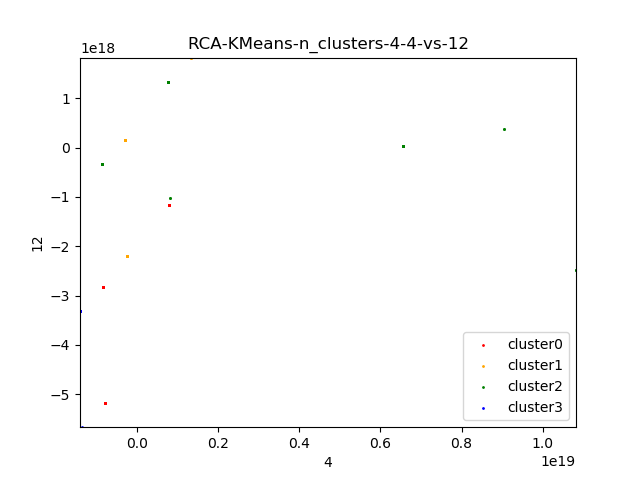 RCA-KMeans-n_clusters-4-4-vs-12
1e18
1
0
−1
−2
−3
−4
−5
12
cluster0
cluster1
cluster2
cluster3
0.0 0.2 0.4 0.6 0.8 1.0
1e19
4